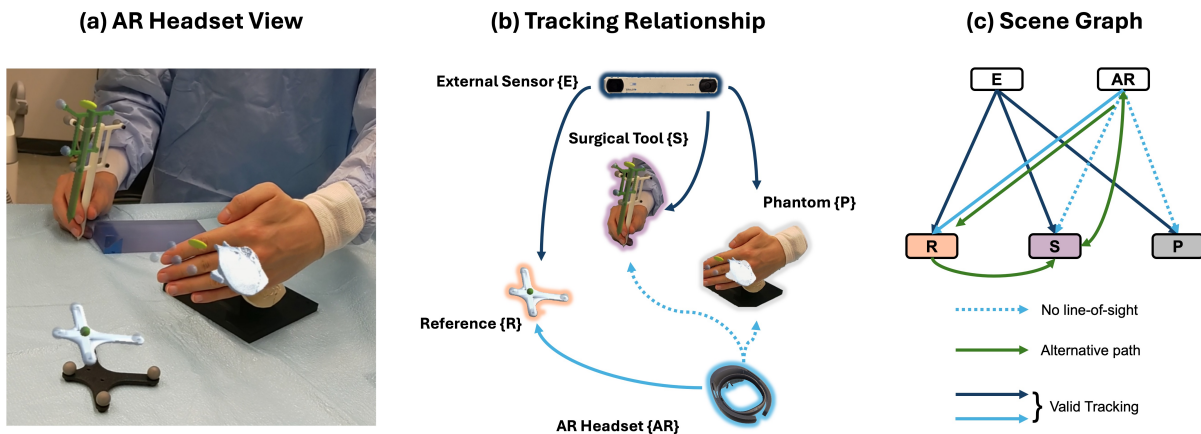 (a) AR Headset View
(b) Tracking Relationship
(c) Scene Graph
External Sensor {E}
Surgical Tool {S}
Phantom {P}
Reference {R}
AR Headset {AR}
E
AR
R
S
P
No line-of-sight
Alternative path
} Valid Tracking